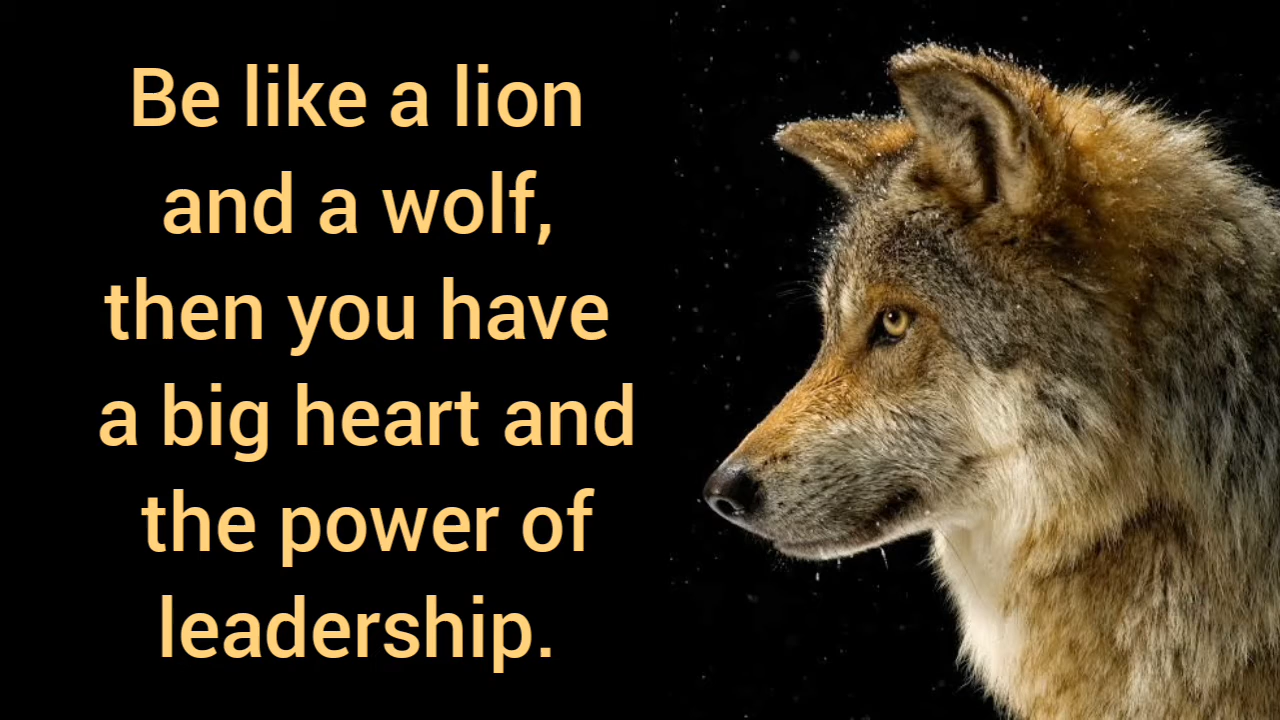 Be like a lion
and a wolf,
then you have
a big heart and
the power of
leadership.